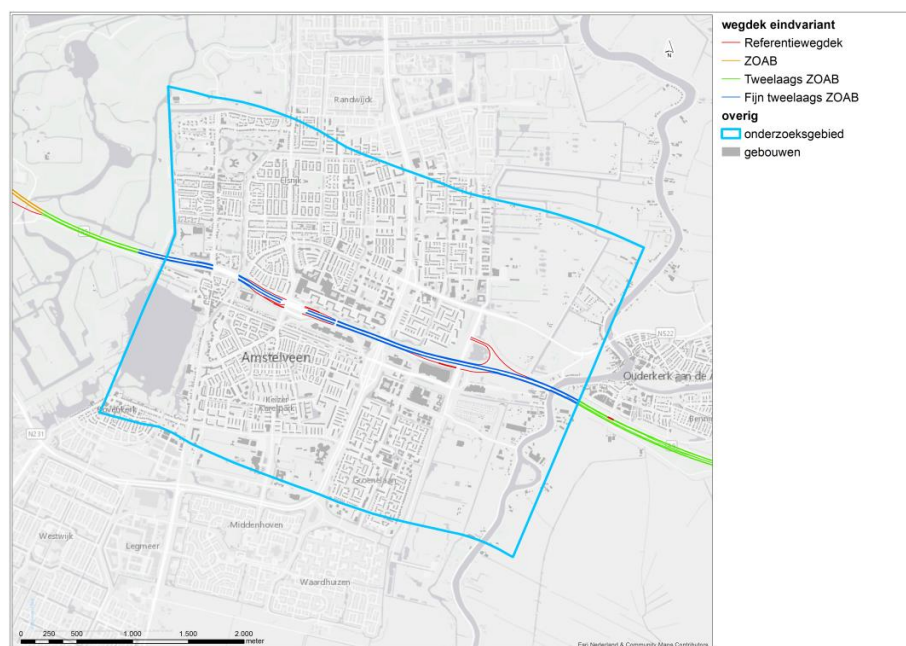 wegdek eindvariant
Referentiewegdek
ZOAB
Tweelaags ZOAB
Fijn tweelaags ZOAB
overig
onderzoeksgebied
gebouwen
Randwijck
Elsrijk
N522
Amstelveen
Ouderkerk aan de A
Keizer
Karelpark
Bovenkerk
N231
Groenelaan
Middenhoven
Westwijk
Legmeer
Waardhuizen
0 250 500 1.000 1.500 2.000
meter
Esri Nederland & Community Maps Contributors